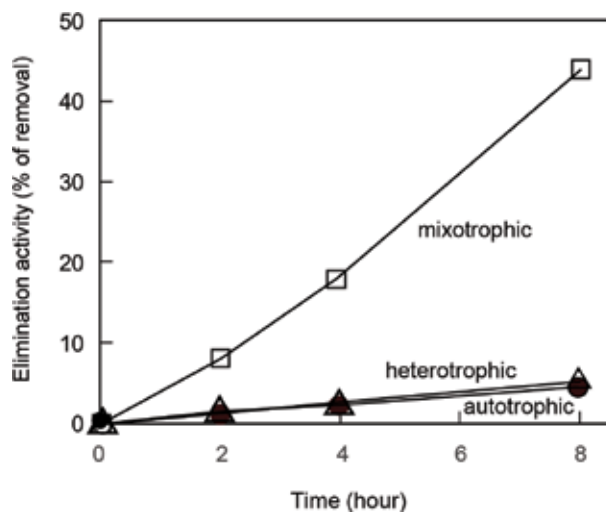 Elimination activity (% of removal)
50
40
30
20
10
0
mixotrophic
heterotrophic
autotrophic
0 2 4 6 8
Time (hour)